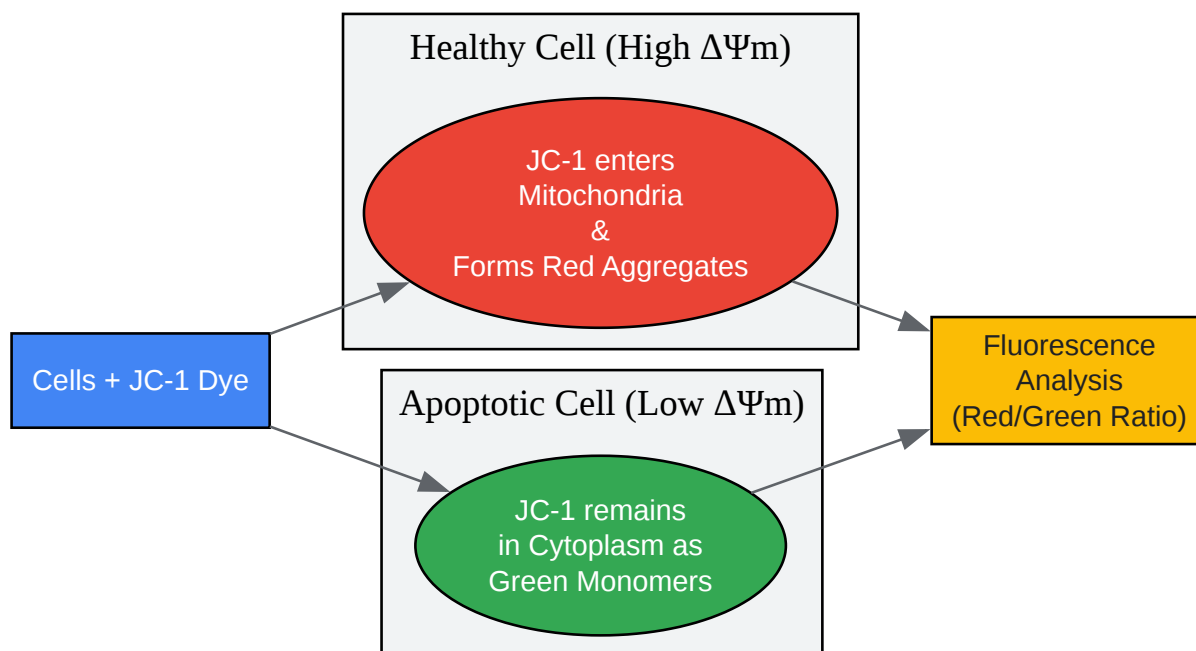 Healthy Cell (High ΔΨm)
JC-1 enters
Mitochondria
&
Forms Red Aggregates
Cells + JC-1 Dye
Fluorescence
Analysis
(Red/Green Ratio)
Apoptotic Cell (Low ΔΨm)
JC-1 remains
in Cytoplasm as
Green Monomers